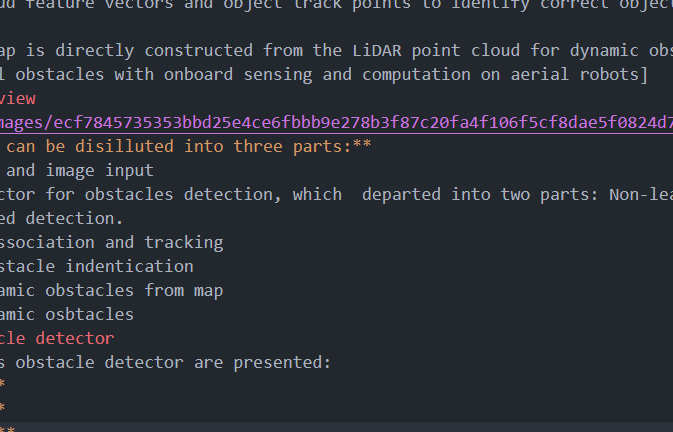 ud feature vectors and object track points to identify correct objec
ap is directly constructed from the LiDAR point cloud for dynamic obs
l obstacles with onboard sensing and computation on aerial robots]
view
mages/ecf7845735353bbd25e4ce6fbbb9e278b3f87c20fa4f106f5cf8dae5f0824d7
can be disilluted into three parts:**
and image input
ctor for obstacles detection, which  departed into two parts: Non-lea
ed detection.
ssociation and tracking
stacle indentication
amic obstacles from map
amic osbtacles
cle detector
s obstacle detector are presented:
*
*
**